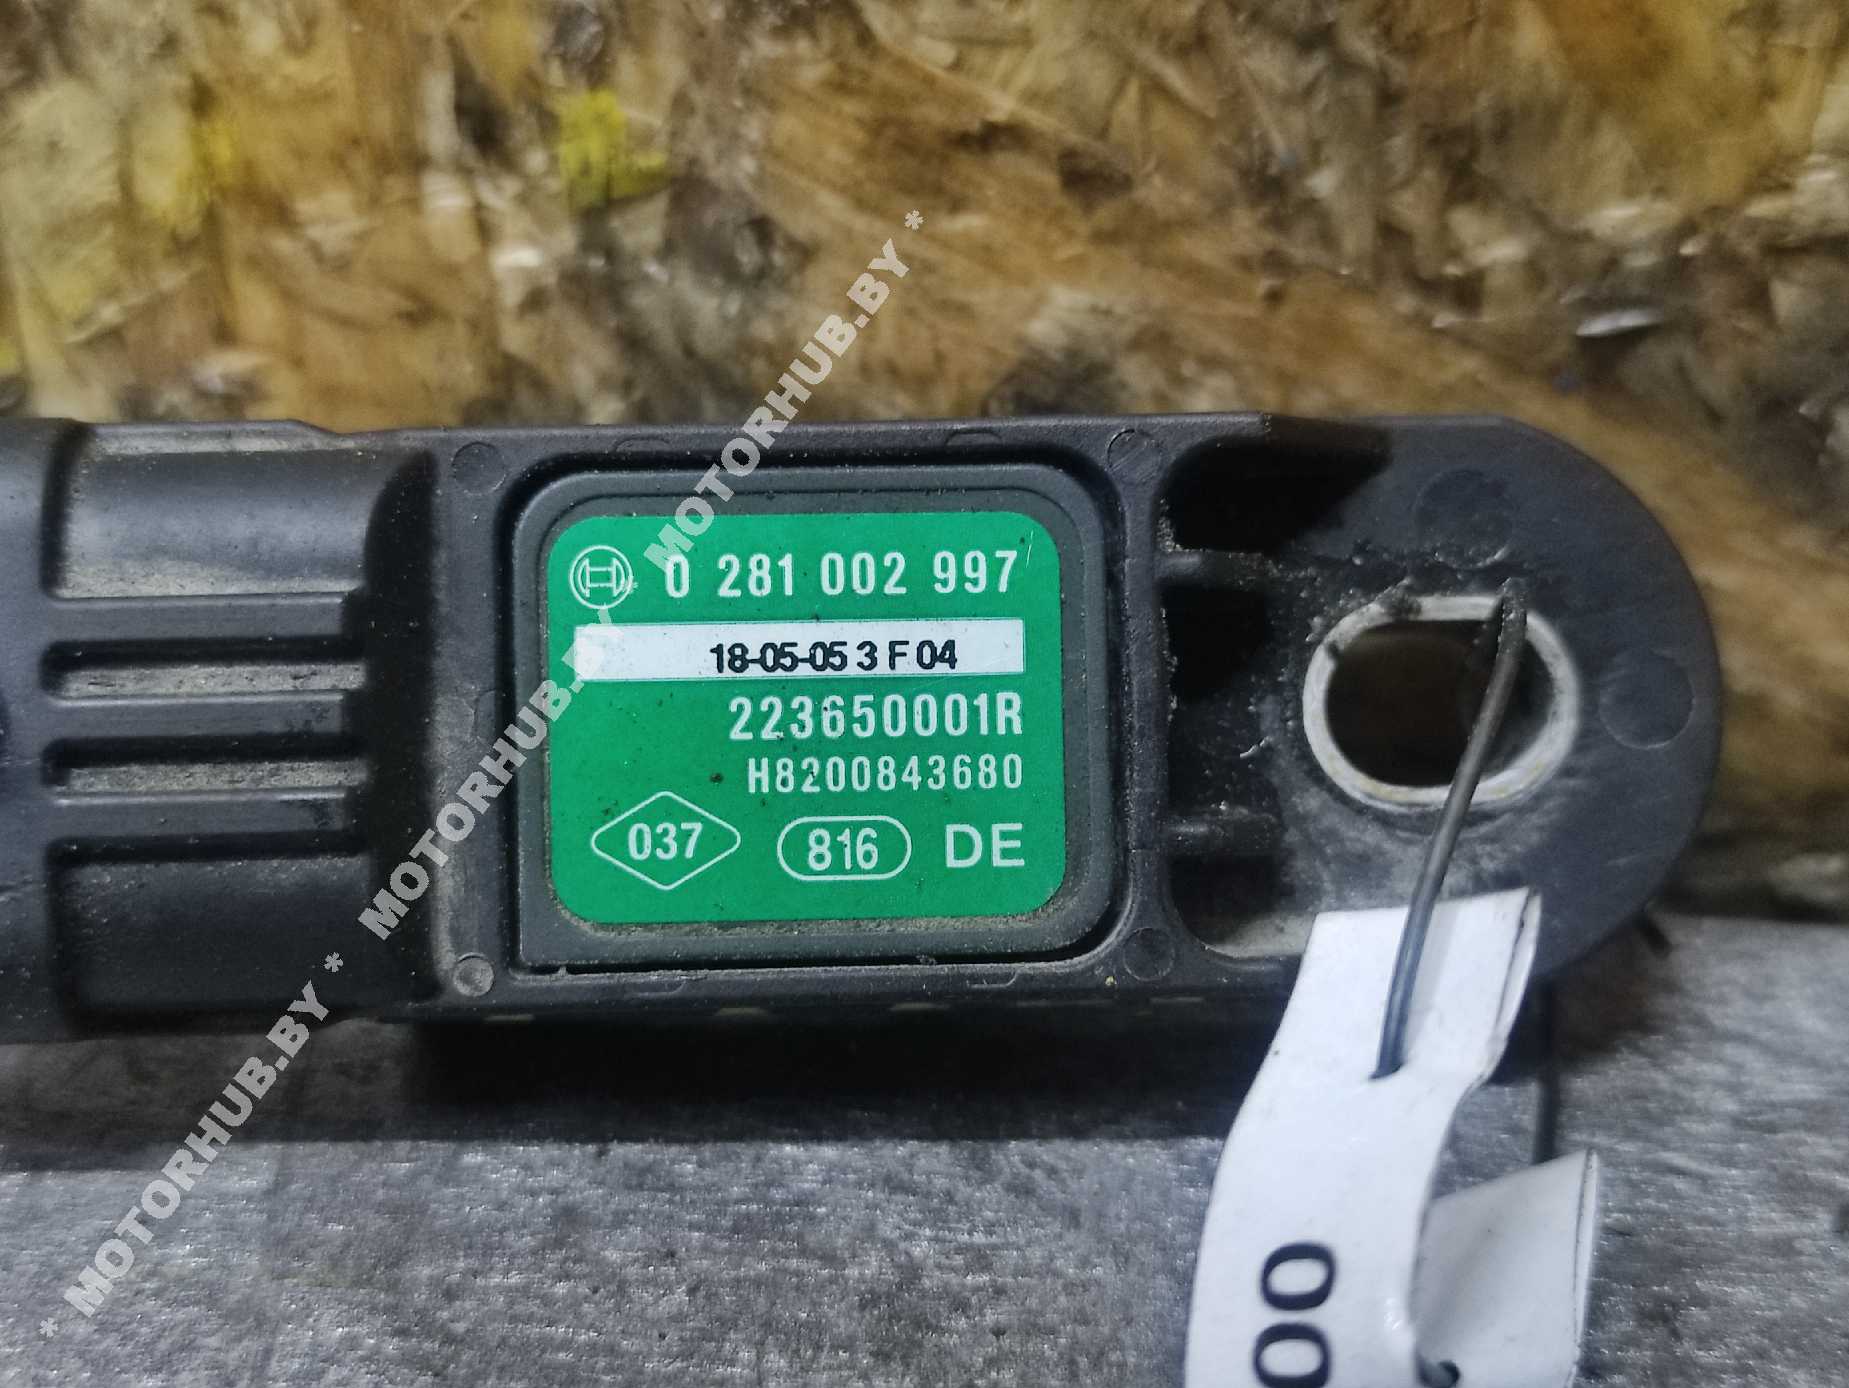 0 281 002 997
18-05-05 3 F 04
223650001R
H8200843680
037 816 DE
00
* MOTORHUB.BY * MOTORHUB.BY * MOTORHUB.BY *